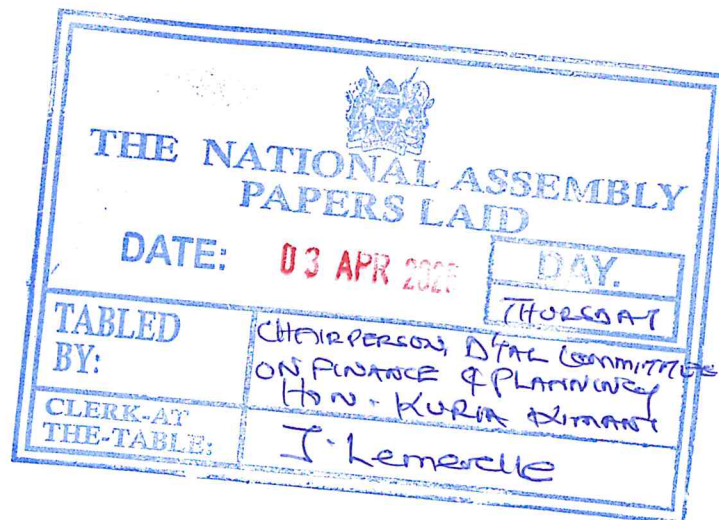 THE NATIONAL ASSEMBLY
PAPERS LAID
DATE: 03 APR 2025 DAY.
THURSDAY
TABLED BY: CHAIRPERSON, D'TAL COMMITTEE
ON FINANCE & PLANNING
HON. KURIA KIMANI
CLERK-AT THE-TABLE: J. Lemerelle